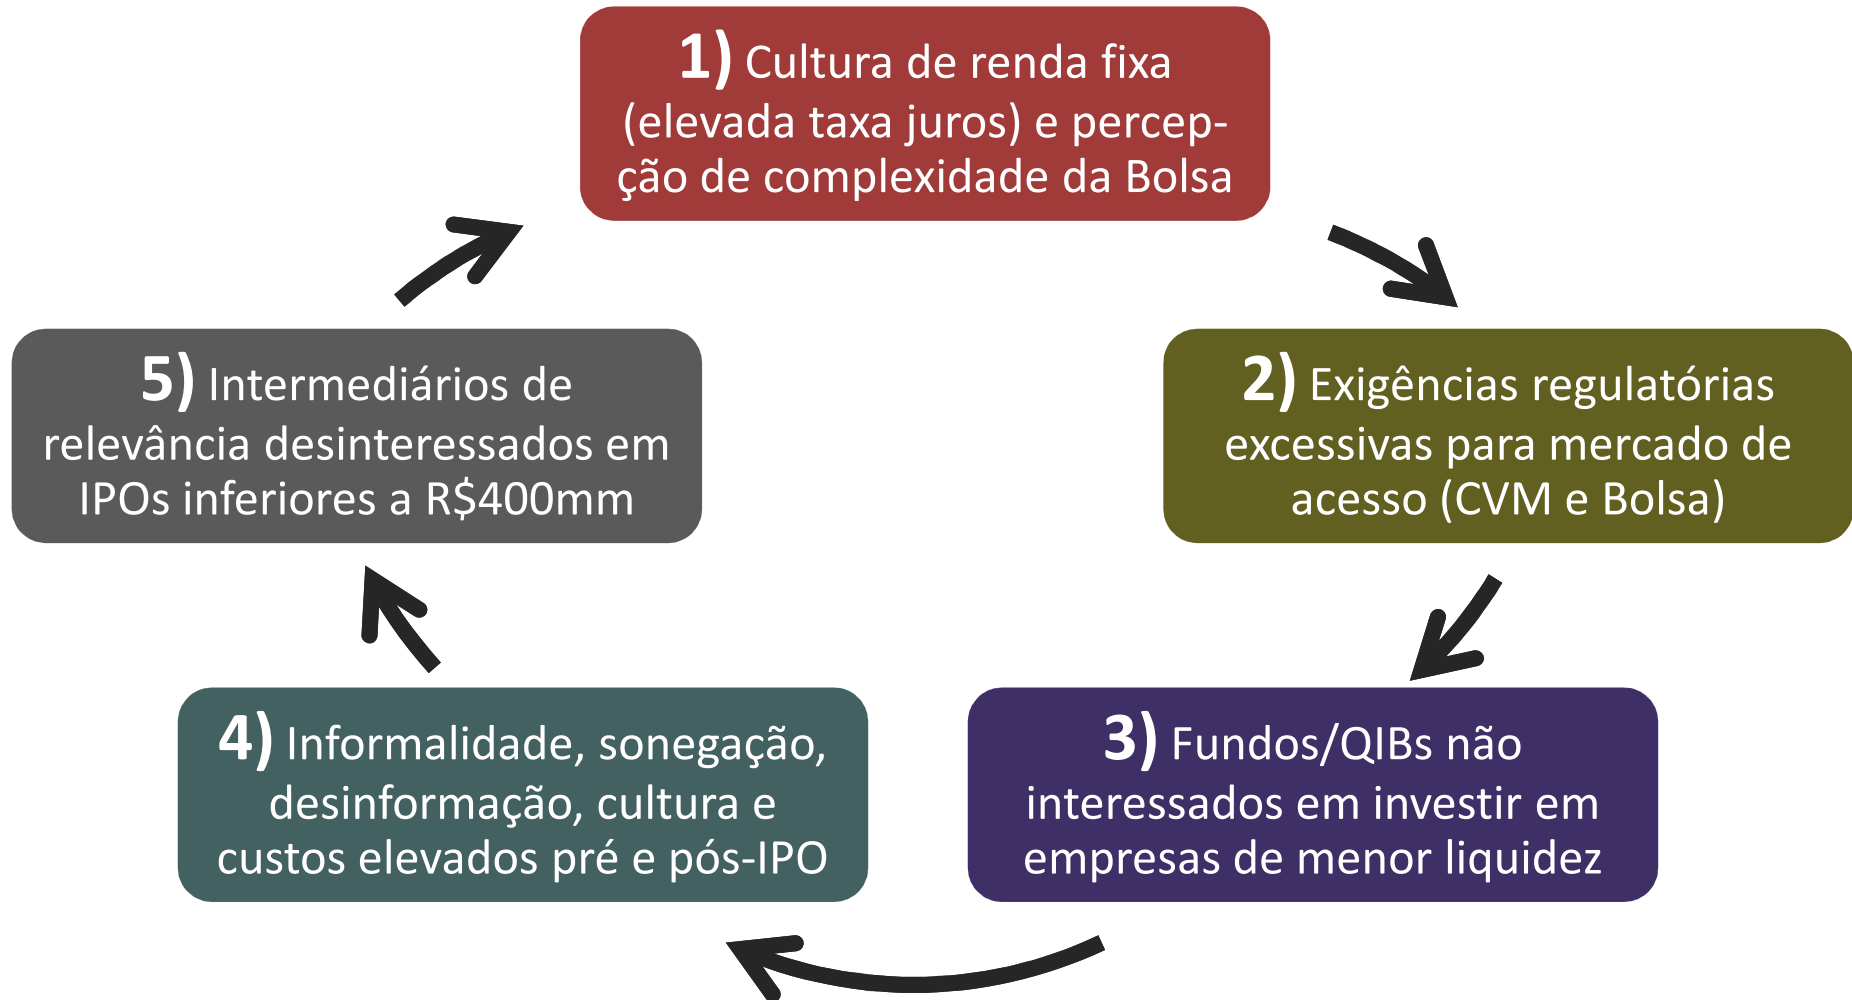 1) Cultura de renda fixa
(elevada taxa juros) e percep-
ção de complexidade da Bolsa
2) Exigências regulatórias
excessivas para mercado de
acesso (CVM e Bolsa)
3) Fundos/QIBs não
interessados em investir em
empresas de menor liquidez
4) Informalidade, sonegação,
desinformação, cultura e
custos elevados pré e pós-IPO
5) Intermediários de
relevância desinteressados em
IPOs inferiores a R$400mm